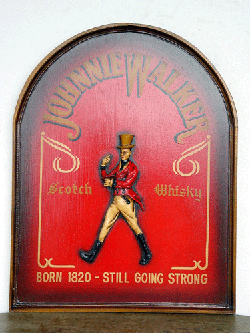 JOHNNIE WALKER
Scotch Whisky
BORN 1820 - STILL GOING STRONG